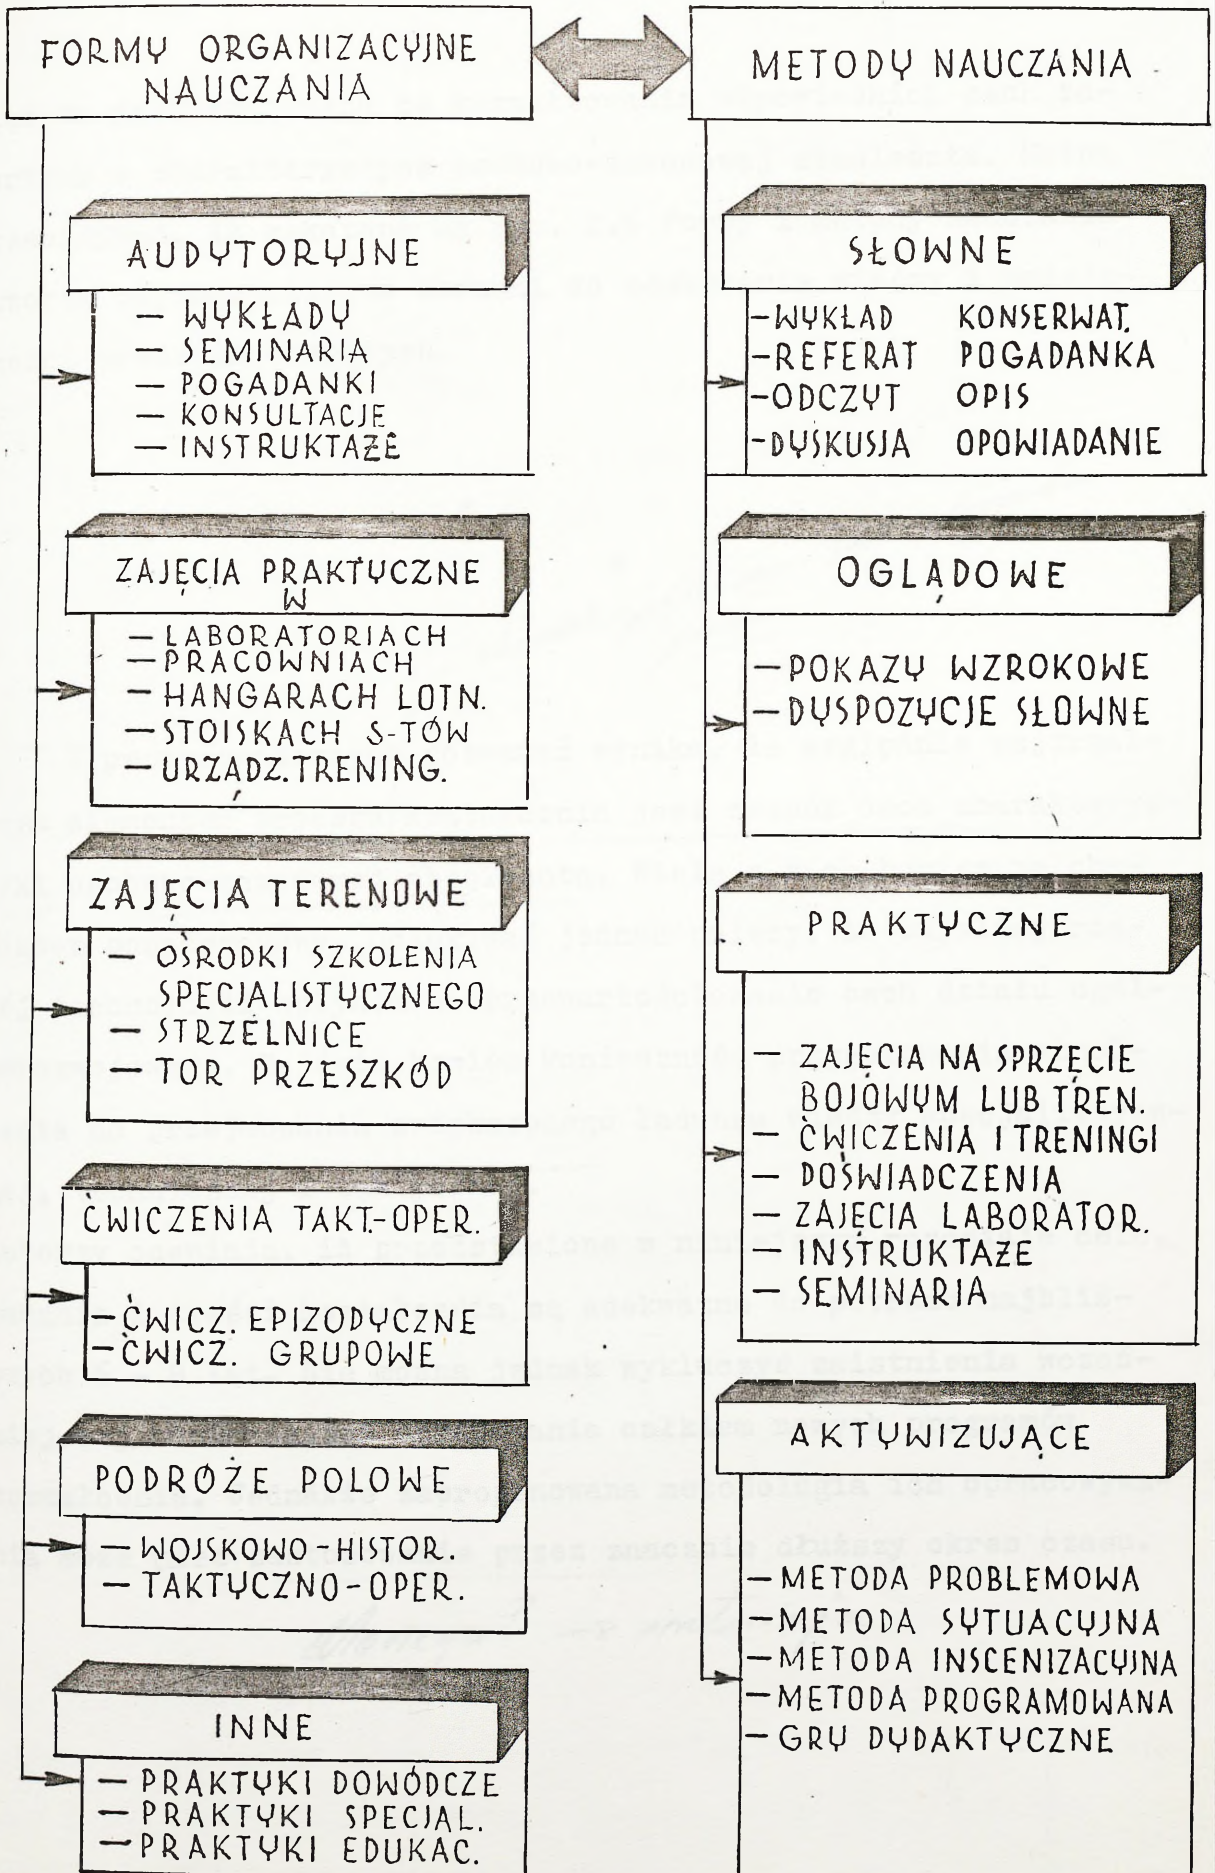 FORMY ORGANIZACYJNE
NAUCZANIA
AUDYTORYJNE
— WYKŁADY
— SEMINARIA
— POGADANKI
— KONSULTACJE
— INSTRUKTAŻE
ZAJĘCIA PRAKTYCZNE
W
— LABORATORIACH
— PRACOWNIACH
— HANGARACH LOTN.
— STOISKACH S-TÓW
— URZĄDZ. TRENING.
ZAJĘCIA TERENOWE
— OŚRODKI SZKOLENIA
SPECJALISTYCZNEGO
— STRZELNICE
— TOR PRZESZKÓD
ĆWICZENIA TAKT.-OPER.
— ĆWICZ. EPIZODYCZNE
— ĆWICZ. GRUPOWE
PODRÓŻE POLOWE
— WOJSKOWO-HISTOR.
— TAKTYCZNO-OPER.
INNE
— PRAKTYKI DOWÓDCZE
— PRAKTYKI SPECJAL.
— PRAKTYKI EDUKAC.
METODY NAUCZANIA
SŁOWNE
-WYKŁAD KONSERWAT.
-REFERAT POGADANKA
-ODCZYT OPIS
-DYSKUSJA OPOWIADANIE
OGLĄDOWE
— POKAZY WZROKOWE
— DYSPOZYCJE SŁOWNE
PRAKTYCZNE
— ZAJĘCIA NA SPRZĘCIE
BOJOWYM LUB TREN.
— ĆWICZENIA I TRENINGI
— DOŚWIADCZENIA
— ZAJĘCIA LABORATOR.
— INSTRUKTAŻE
— SEMINARIA
AKTYWIZUJĄCE
— METODA PROBLEMOWA
— METODA SYTUACYJNA
— METODA INSCENIZACYJNA
— METODA PROGRAMOWANA
— GRY DYDAKTYCZNE